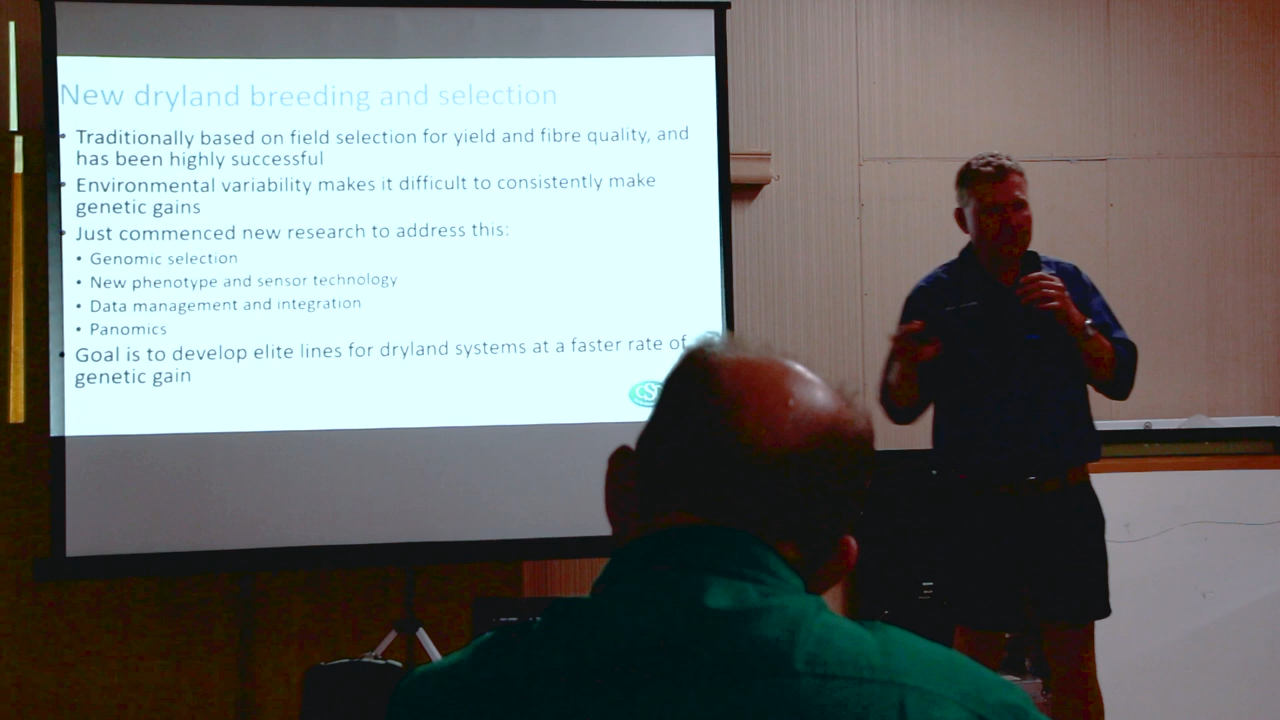 New dryland breeding and selection
• Traditionally based on field selection for yield and fibre quality, and
has been highly successful
• Environmental variability makes it difficult to consistently make
genetic gains
• Just commenced new research to address this:
• Genomic selection
• New phenotype and sensor technology
• Data management and integration
• Panomics
• Goal is to develop elite lines for dryland systems at a faster rate of
genetic gain